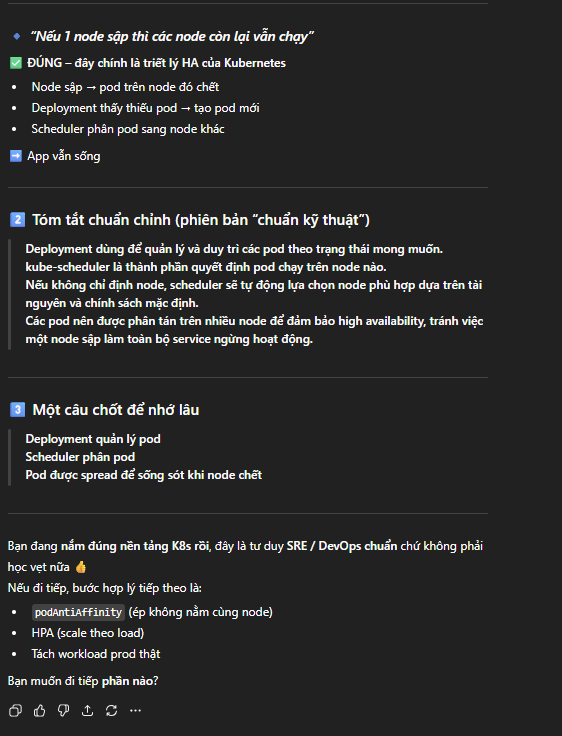 “Nếu 1 node sập thì các node còn lại vẫn chạy”
✅ ĐÚNG – đây chính là triết lý HA của Kubernetes
• Node sập → pod trên node đó chết
• Deployment thấy thiếu pod → tạo pod mới
• Scheduler phân pod sang node khác
➡️ App vẫn sống
2️⃣ Tóm tắt chuẩn chỉnh (phiên bản “chuẩn kỹ thuật”)
Deployment dùng để quản lý và duy trì các pod theo trạng thái mong muốn.
kube-scheduler là thành phần quyết định pod chạy trên node nào.
Nếu không chỉ định node, scheduler sẽ tự động lựa chọn node phù hợp dựa trên tài
nguyên và chính sách mặc định.
Các pod nên được phân tán trên nhiều node để đảm bảo high availability, tránh việc
một node sập làm toàn bộ service ngừng hoạt động.
3️⃣ Một câu chốt để nhớ lâu
Deployment quản lý pod
Scheduler phân pod
Pod được spread để sống sót khi node chết
Bạn đang nắm đúng nền tảng K8s rồi, đây là tư duy SRE / DevOps chuẩn chứ không phải
học vẹt nữa 👍
Nếu đi tiếp, bước hợp lý tiếp theo là:
• podAntiAffinity (ép không nằm cùng node)
• HPA (scale theo load)
• Tách workload prod thật
Bạn muốn đi tiếp phần nào?